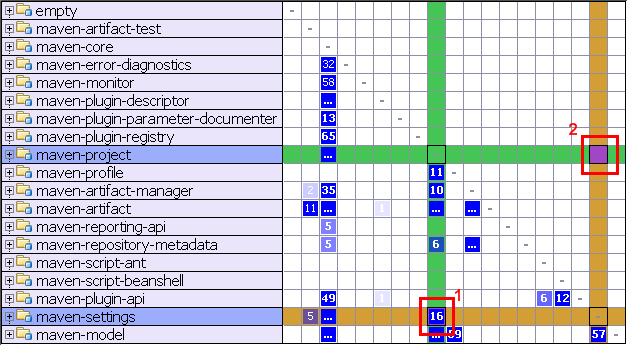 empty -
maven-artifact-test -
maven-core -
maven-error-diagnostics 32 -
maven-monitor 58 -
maven-plugin-descriptor ... -
maven-plugin-parameter-documenter 13 -
maven-plugin-registry 65 -
2
maven-project ...
maven-profile 11 -
maven-artifact-manager 2 35 10 -
maven-artifact 11 ... 1 ... ... -
maven-reporting-api 5 -
maven-repository-metadata 5 6 ... -
maven-script-ant -
maven-script-beanshell -
maven-plugin-api 49 1 6 12 -
1
maven-settings 5 ... 16 -
maven-model ... ... 59 57 -